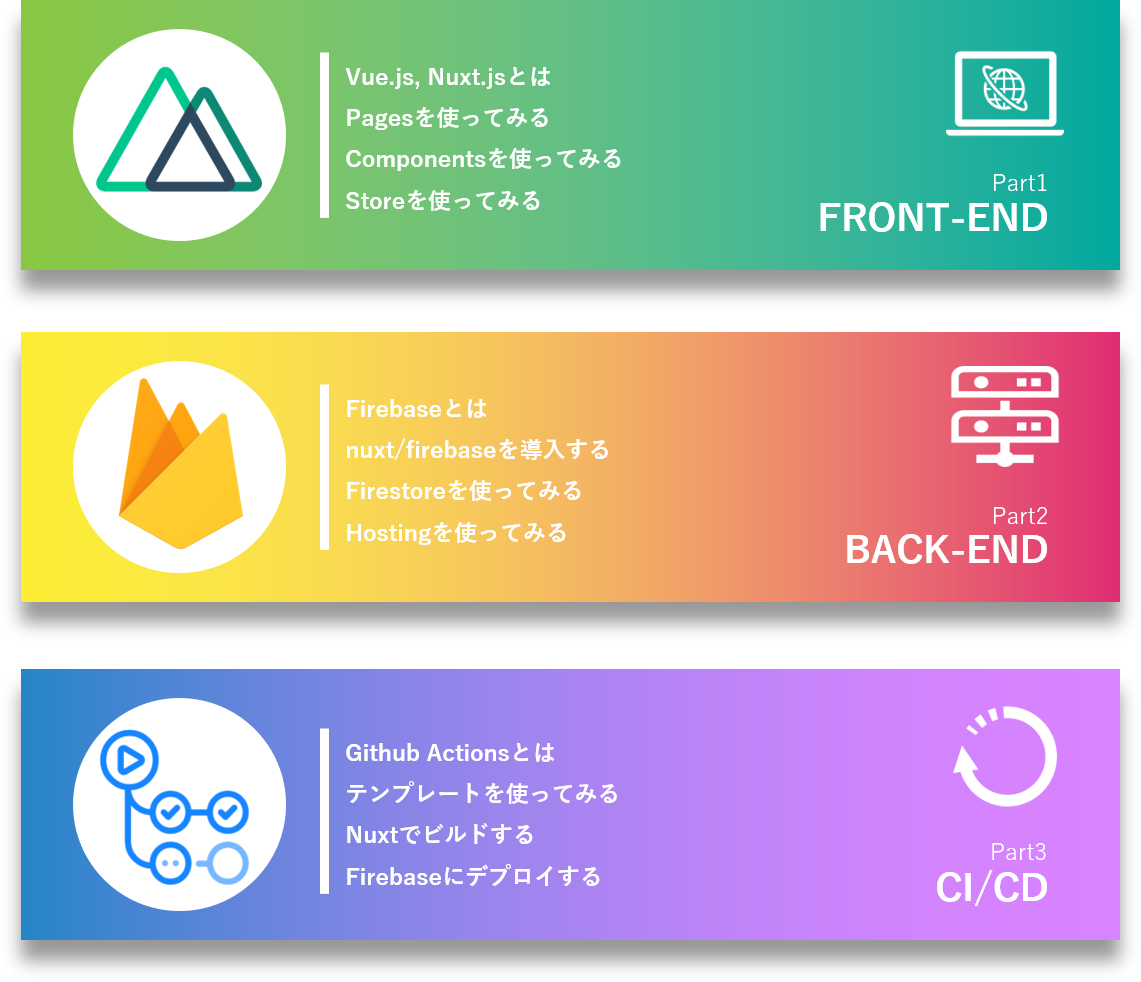 Vue.js, Nuxt.jsとは
Pagesを使ってみる
Componentsを使ってみる
Storeを使ってみる
Part1
FRONT-END
Firebaseとは
nuxt/firebaseを導入する
Firestoreを使ってみる
Hostingを使ってみる
Part2
BACK-END
Github Actionsとは
テンプレートを使ってみる
Nuxtでビルドする
Firebaseにデプロイする
Part3
CI/CD